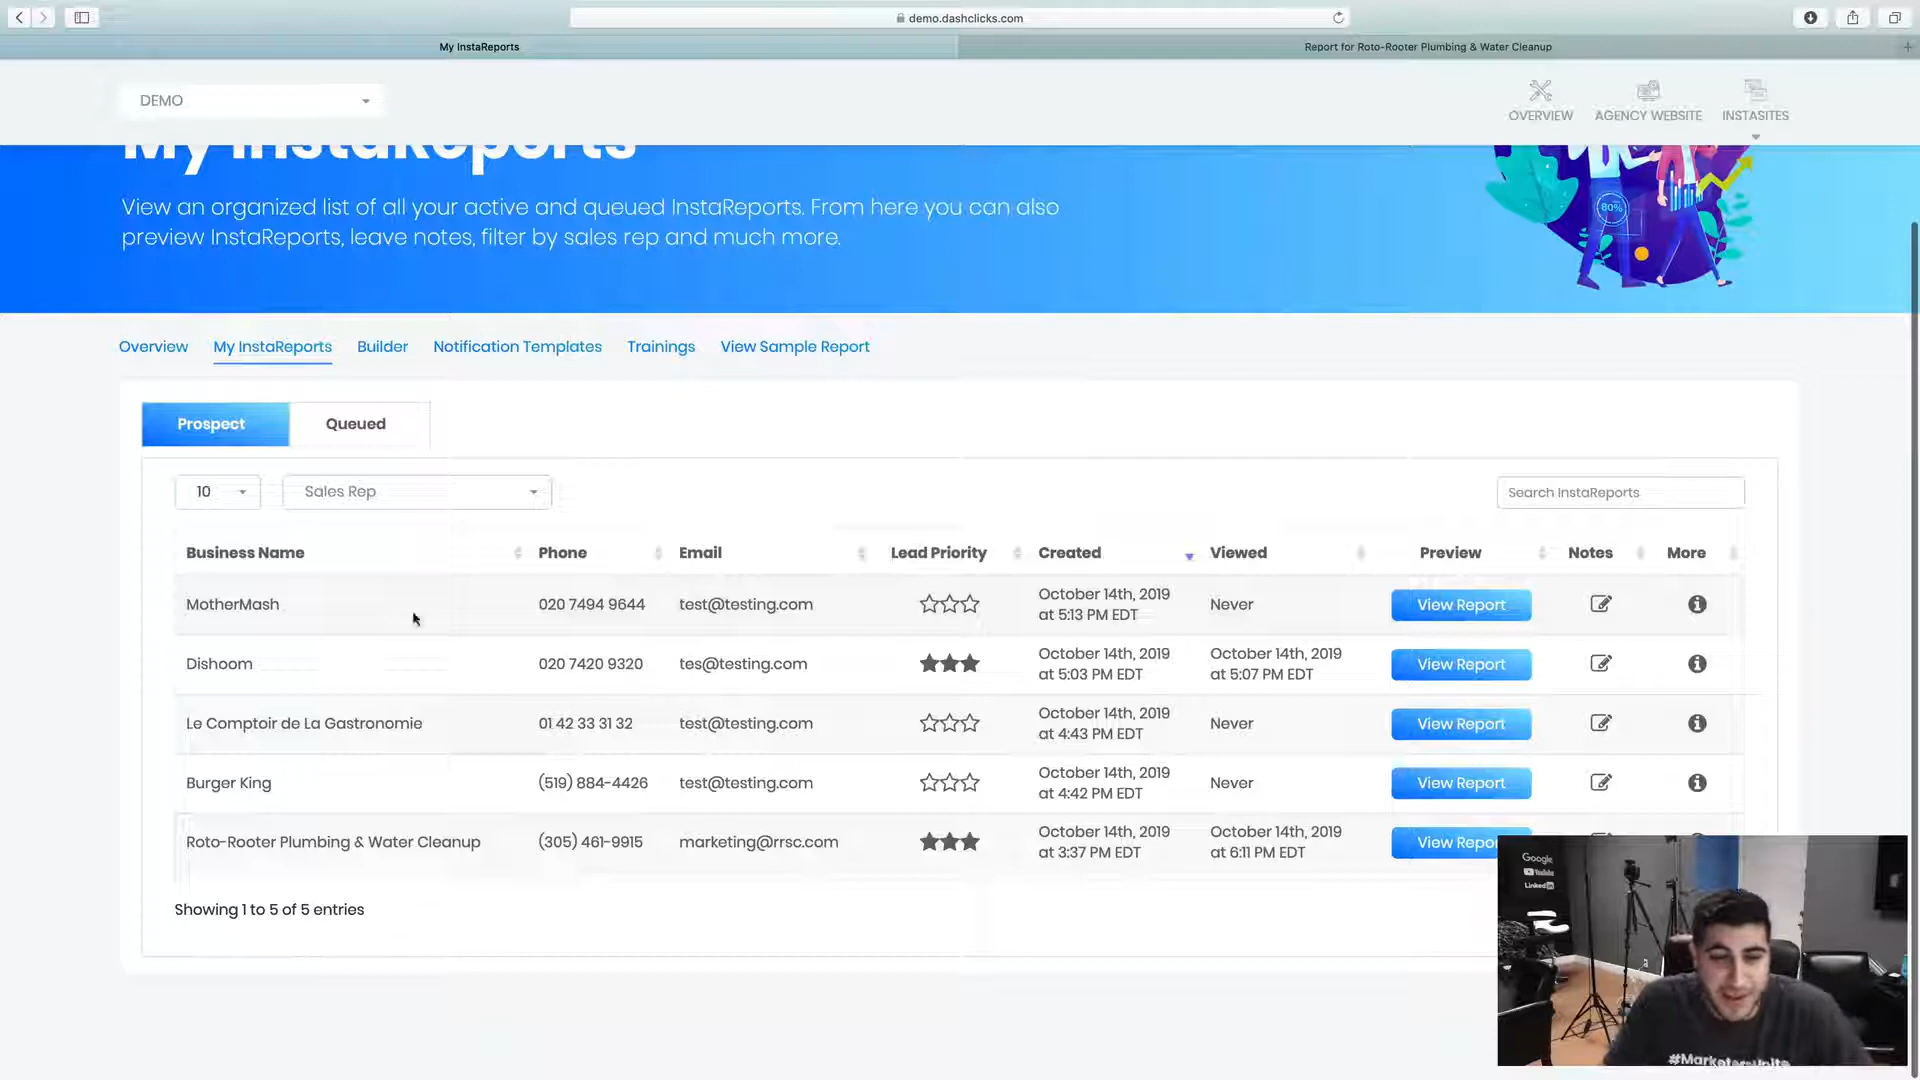 demo.dashclicks.com
My InstaReports
Report for Roto-Rooter Plumbing & Water Cleanup
DEMO
OVERVIEW
AGENCY WEBSITE
INSTASITES
My InstaReports
View an organized list of all your active and queued InstaReports. From here you can also
preview InstaReports, leave notes, filter by sales rep and much more.
80%
Overview
My InstaReports
Builder
Notification Templates
Trainings
View Sample Report
Prospect
Queued
10
Sales Rep
Search InstaReports
Business Name Phone Email Lead Priority Created Viewed Preview Notes More
MotherMash 020 7494 9644 test@testing.com October 14th, 2019 at 5:13 PM EDT Never View Report
Dishoom 020 7420 9320 tes@testing.com October 14th, 2019 at 5:03 PM EDT October 14th, 2019 at 5:07 PM EDT View Report
Le Comptoir de La Gastronomie 01 42 33 31 32 test@testing.com October 14th, 2019 at 4:43 PM EDT Never View Report
Burger King (519) 884-4426 test@testing.com October 14th, 2019 at 4:42 PM EDT Never View Report
Roto-Rooter Plumbing & Water Cleanup (305) 461-9915 marketing@rrsc.com October 14th, 2019 at 3:37 PM EDT October 14th, 2019 at 6:11 PM EDT View Repo
Showing 1 to 5 of 5 entries
Google
YouTube
LinkedIn
#MarketersUnite